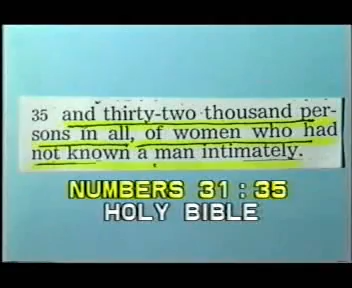 35 and thirty-two thousand per-
sons in all, of women who had
not known a man intimately.
NUMBERS 31:35
HOLY BIBLE